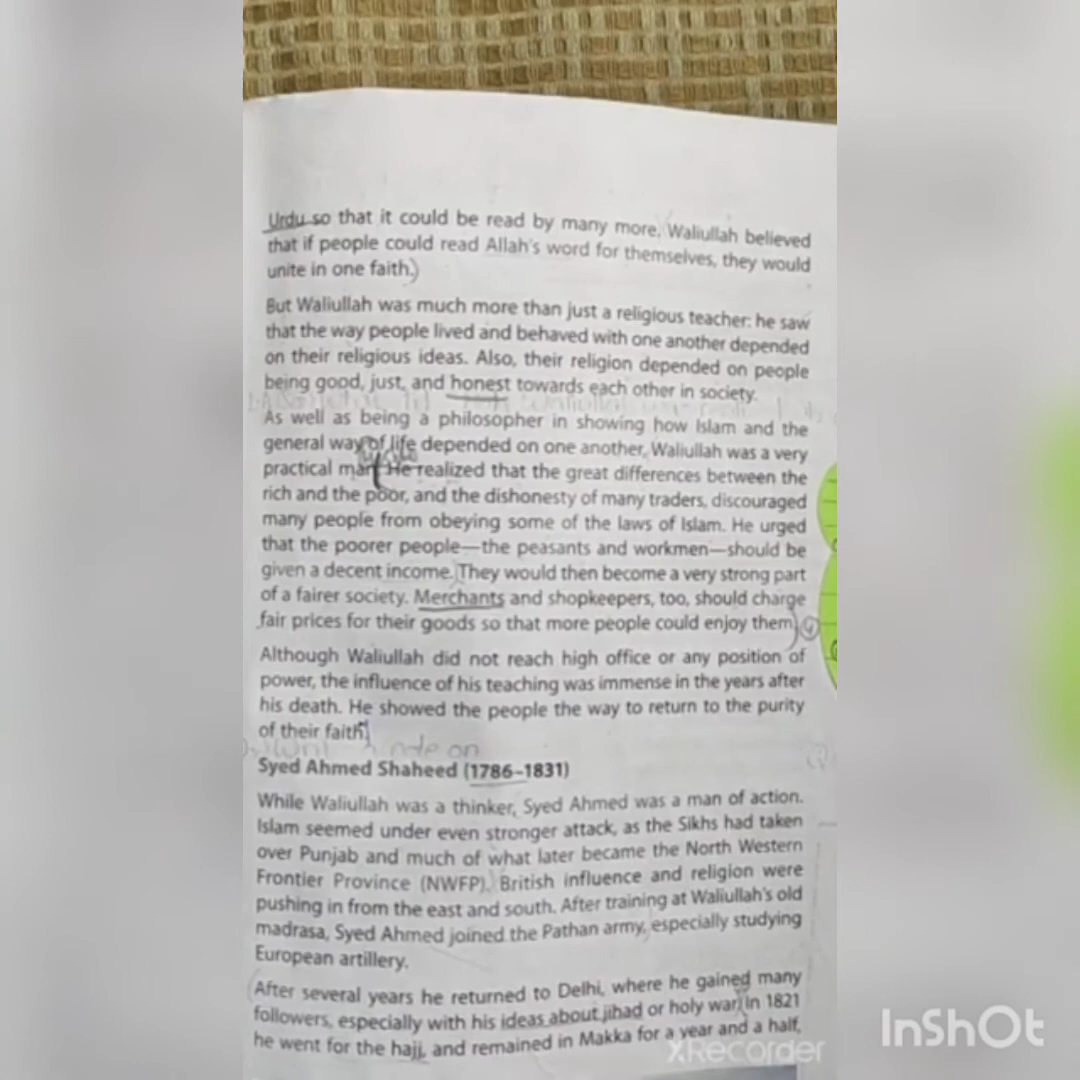 Urdu so that it could be read by many more. Waliullah believed
that if people could read Allah's word for themselves, they would
unite in one faith.)
But Waliullah was much more than just a religious teacher: he saw
that the way people lived and behaved with one another depended
on their religious ideas. Also, their religion depended on people
being good, just, and honest towards each other in society.
As well as being a philosopher in showing how Islam and the
general way of life depended on one another, Waliullah was a very
practical man. He realized that the great differences between the
rich and the poor, and the dishonesty of many traders, discouraged
many people from obeying some of the laws of Islam. He urged
that the poorer people—the peasants and workmen—should be
given a decent income. They would then become a very strong part
of a fairer society. Merchants and shopkeepers, too, should charge
fair prices for their goods so that more people could enjoy them.
Although Waliullah did not reach high office or any position of
power, the influence of his teaching was immense in the years after
his death. He showed the people the way to return to the purity
of their faith.
note on
Syed Ahmed Shaheed (1786–1831)
While Waliullah was a thinker, Syed Ahmed was a man of action.
Islam seemed under even stronger attack, as the Sikhs had taken
over Punjab and much of what later became the North Western
Frontier Province (NWFP). British influence and religion were
pushing in from the east and south. After training at Waliullah's old
madrasa, Syed Ahmed joined the Pathan army, especially studying
European artillery.
After several years he returned to Delhi, where he gained many
followers, especially with his ideas about jihad or holy war. In 1821
he went for the hajj, and remained in Makka for a year and a half,
XRecorder
InShOt